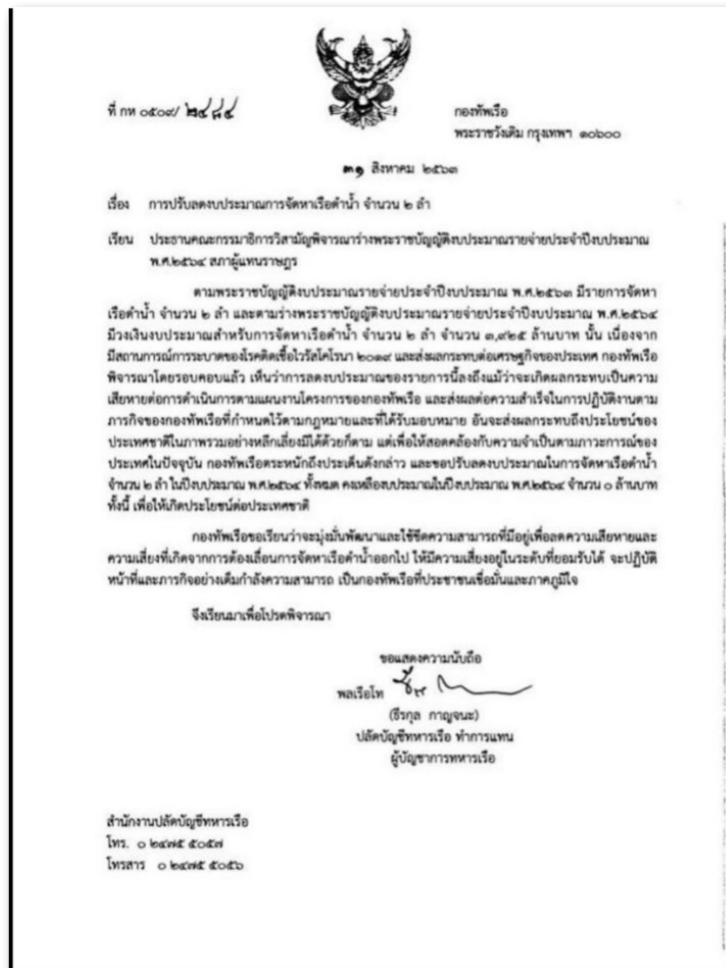 ที่ กห ๐๕๐๙/ ๒๔๘๔
กองทัพเรือ
พระราชวังเดิม กรุงเทพฯ ๑๐๖๐๐
๓๑ สิงหาคม ๒๕๖๓
เรื่อง การปรับลดงบประมาณการจัดหาเรือดำน้ำ จำนวน ๒ ลำ
เรียน ประธานคณะกรรมาธิการวิสามัญพิจารณาร่างพระราชบัญญัติงบประมาณรายจ่ายประจำปีงบประมาณ
พ.ศ.๒๕๖๔ สภาผู้แทนราษฎร
ตามพระราชบัญญัติงบประมาณรายจ่ายประจำปีงบประมาณ พ.ศ.๒๕๖๓ มีรายการจัดหา
เรือดำน้ำ จำนวน ๒ ลำ และตามร่างพระราชบัญญัติงบประมาณรายจ่ายประจำปีงบประมาณ พ.ศ.๒๕๖๔
มีวงเงินงบประมาณสำหรับการจัดหาเรือดำน้ำ จำนวน ๒ ลำ จำนวน ๓,๙๒๕ ล้านบาท นั้น เนื่องจาก
มีสถานการณ์การระบาดของโรคติดเชื้อไวรัสโคโรนา ๒๐๑๙ และส่งผลกระทบต่อเศรษฐกิจของประเทศ กองทัพเรือ
พิจารณาโดยรอบคอบแล้ว เห็นว่าการลดงบประมาณของรายการนี้ลงถึงแม้ว่าจะเกิดผลกระทบเป็นความ
เสียหายต่อการดำเนินการตามแผนงานโครงการของกองทัพเรือ และส่งผลต่อความสำเร็จในการปฏิบัติงานตาม
ภารกิจของกองทัพเรือที่กำหนดไว้ตามกฎหมายและที่ได้รับมอบหมาย อันจะส่งผลกระทบถึงประโยชน์ของ
ประเทศชาติในภาพรวมอย่างหลีกเลี่ยงมิได้ด้วยก็ตาม แต่เพื่อให้สอดคล้องกับความจำเป็นตามภาวะการณ์ของ
ประเทศในปัจจุบัน กองทัพเรือตระหนักถึงประเด็นดังกล่าว และขอปรับลดงบประมาณในการจัดหาเรือดำน้ำ
จำนวน ๒ ลำ ในปีงบประมาณ พ.ศ.๒๕๖๔ ทั้งหมด คงเหลืองบประมาณในปีงบประมาณ พ.ศ.๒๕๖๔ จำนวน ๐ ล้านบาท
ทั้งนี้ เพื่อให้เกิดประโยชน์ต่อประเทศชาติ
กองทัพเรือขอเรียนว่าจะมุ่งมั่นพัฒนาและใช้ขีดความสามารถที่มีอยู่เพื่อลดความเสียหายและ
ความเสี่ยงที่เกิดจากการต้องเลื่อนการจัดหาเรือดำน้ำออกไป ให้มีความเสี่ยงอยู่ในระดับที่ยอมรับได้ จะปฏิบัติ
หน้าที่และภารกิจอย่างเต็มกำลังความสามารถ เป็นกองทัพเรือที่ประชาชนเชื่อมั่นและภาคภูมิใจ
จึงเรียนมาเพื่อโปรดพิจารณา
ขอแสดงความนับถือ
พลเรือโท
(ธีรกุล กาญจนะ)
ปลัดบัญชีทหารเรือ ทำการแทน
ผู้บัญชาการทหารเรือ
สำนักงานปลัดบัญชีทหารเรือ
โทร. ๐ ๒๔๗๕ ๕๐๕๗
โทรสาร ๐ ๒๔๗๕ ๕๐๕๖